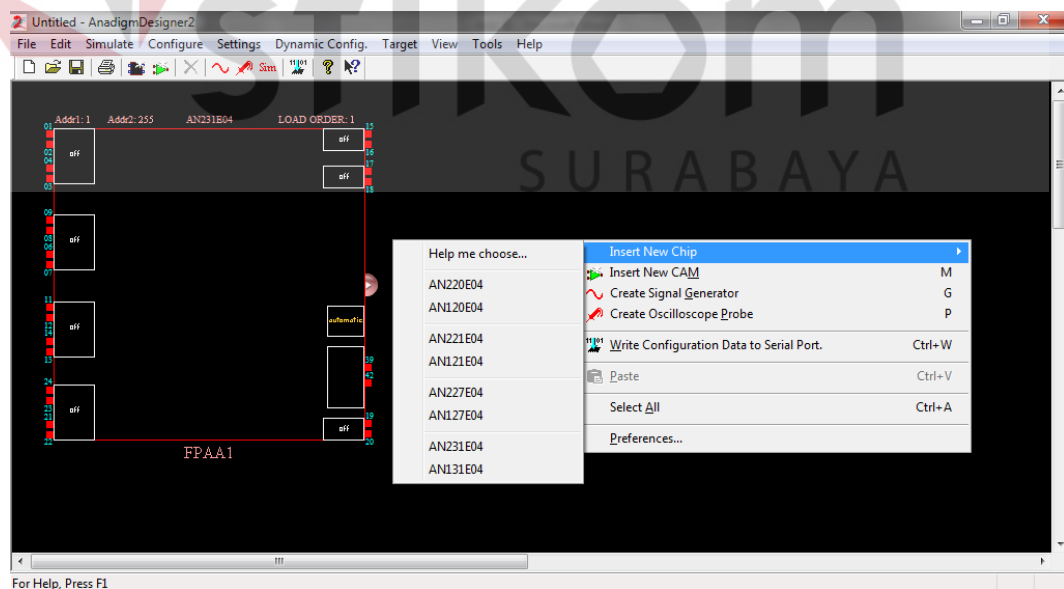 stikom
SURABAYA
Untitled - AnadigmDesigner2
File Edit Simulate Configure Settings Dynamic Config. Target View Tools Help
Sim
Addr1: 1 Addr2: 255 AN231E04 LOAD ORDER: 1
01
02
04
03
off
09
08
06
07
off
11
12
14
13
off
24
23
21
22
off
15
off
16
17
off
18
automatic
39
42
19
off
20
FPAA1
Help me choose...
AN220E04
AN120E04
AN221E04
AN121E04
AN227E04
AN127E04
AN231E04
AN131E04
Insert New Chip
Insert New CAM M
Create Signal Generator G
Create Oscilloscope Probe P
Write Configuration Data to Serial Port. Ctrl+W
Paste Ctrl+V
Select All Ctrl+A
Preferences...
For Help, Press F1